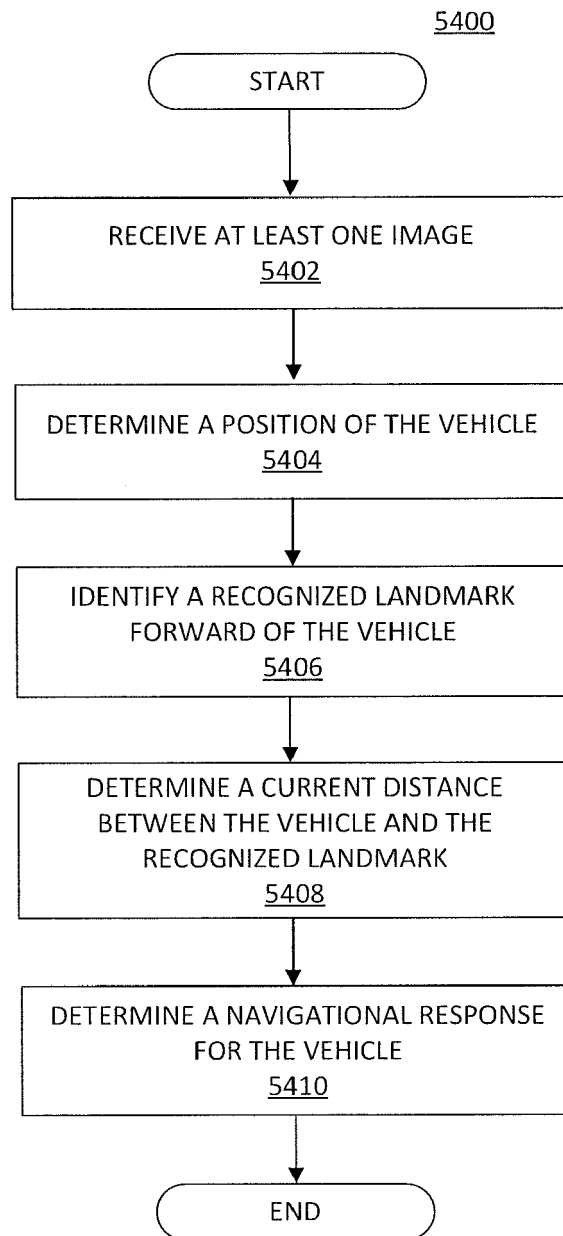 5400
START
RECEIVE AT LEAST ONE IMAGE
5402
DETERMINE A POSITION OF THE VEHICLE
5404
IDENTIFY A RECOGNIZED LANDMARK
FORWARD OF THE VEHICLE
5406
DETERMINE A CURRENT DISTANCE
BETWEEN THE VEHICLE AND THE
RECOGNIZED LANDMARK
5408
DETERMINE A NAVIGATIONAL RESPONSE
FOR THE VEHICLE
5410
END